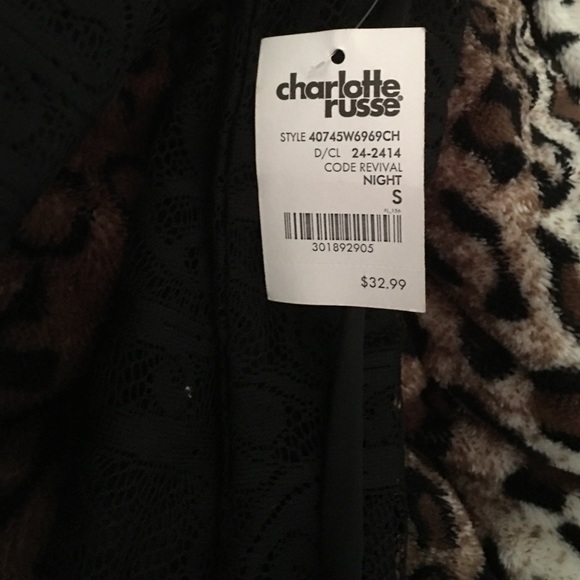 charlotte
russe
STYLE 40745W6969CH
D/CL 24-2414
CODE REVIVAL
NIGHT
S
301892905
$32.99